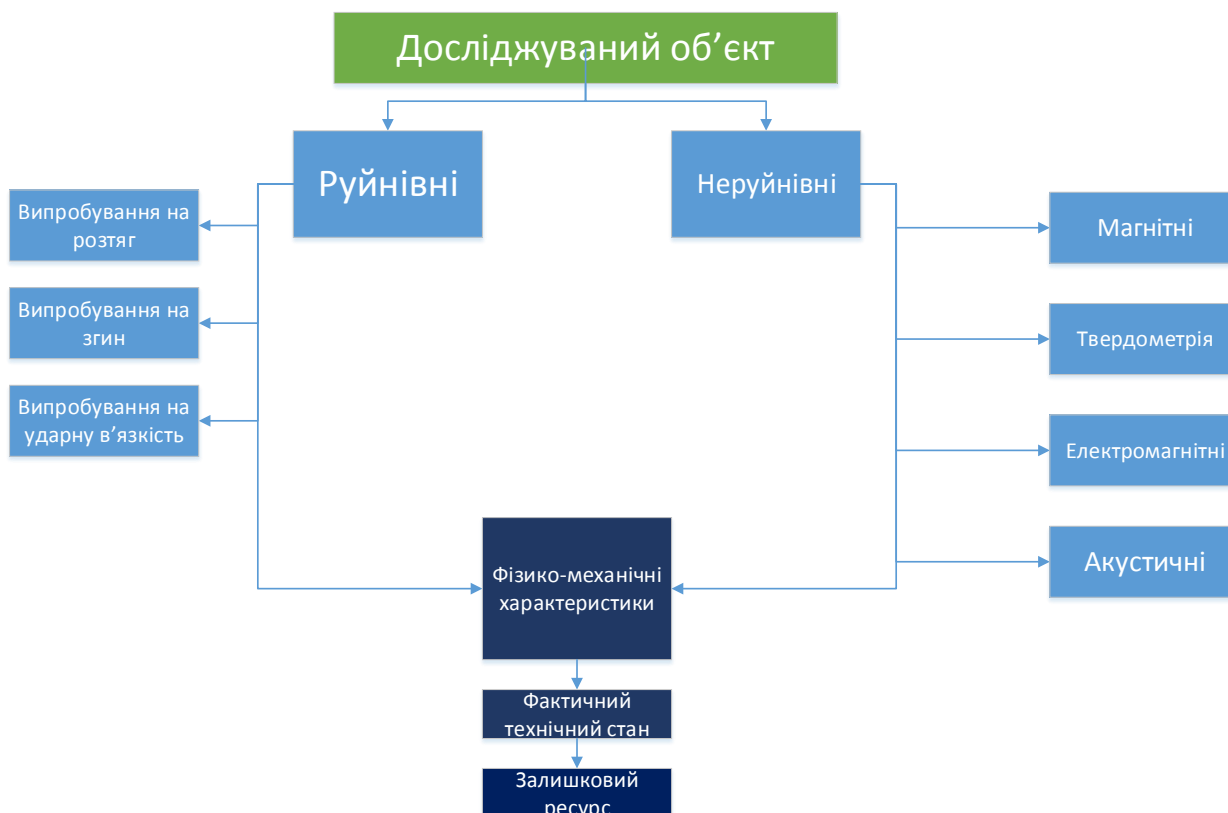 Досліджуваний об’єкт
Руйнівні
Неруйнівні
Випробування на
розтяг
Випробування на
згин
Випробування на
ударну в’язкість
Магнітні
Твердометрія
Електромагнітні
Акустичні
Фізико-механічні
характеристики
Фактичний
технічний стан
Залишковий
ресурс